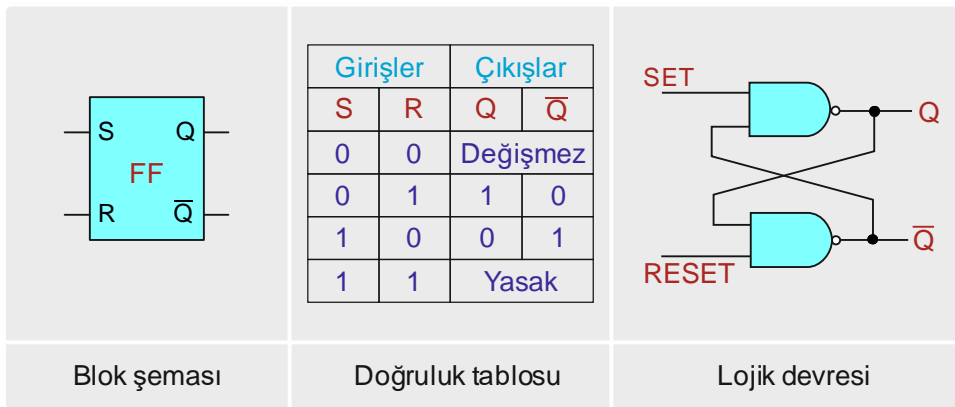 S Q
FF
R Q̅
Girişler Çıkışlar
S R Q Q̅
0 0 Değişmez
0 1 1 0
1 0 0 1
1 1 Yasak
SET
Q
Q̅
RESET
Blok şeması
Doğruluk tablosu
Lojik devresi